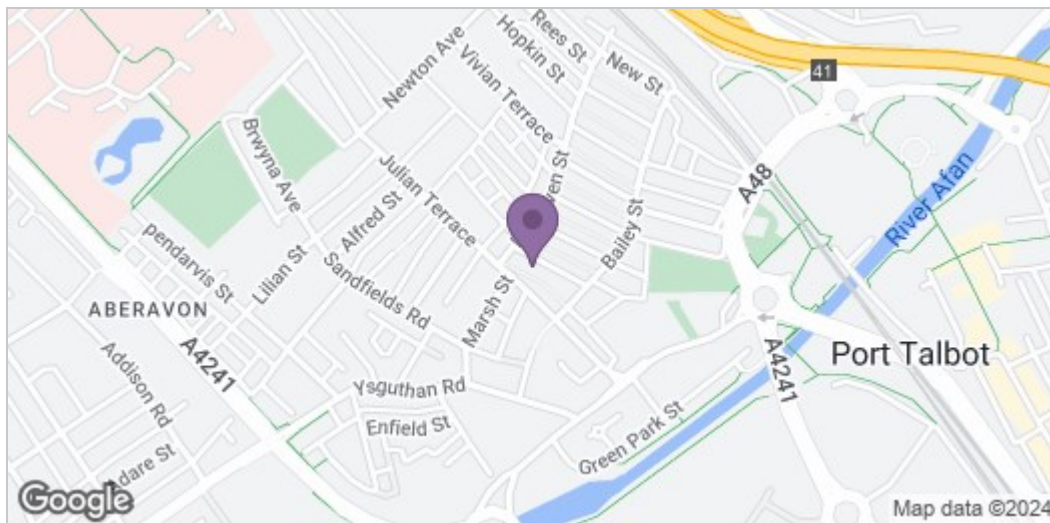 Rees St
Hopkin St
New St
Vivian Terrace
Newton Ave
41
Brwyna Ave
Julian Terrace
Alfred St
A48
River Afan
Bailey St
pendarvis St
Lilian St
Sandfields Rd
Marsh St
ABERAVON
Addison Rd
A4241
Port Talbot
A4241
Ysguthan Rd
Enfield St
Green Park St
Adare St
Google
Map data ©2024